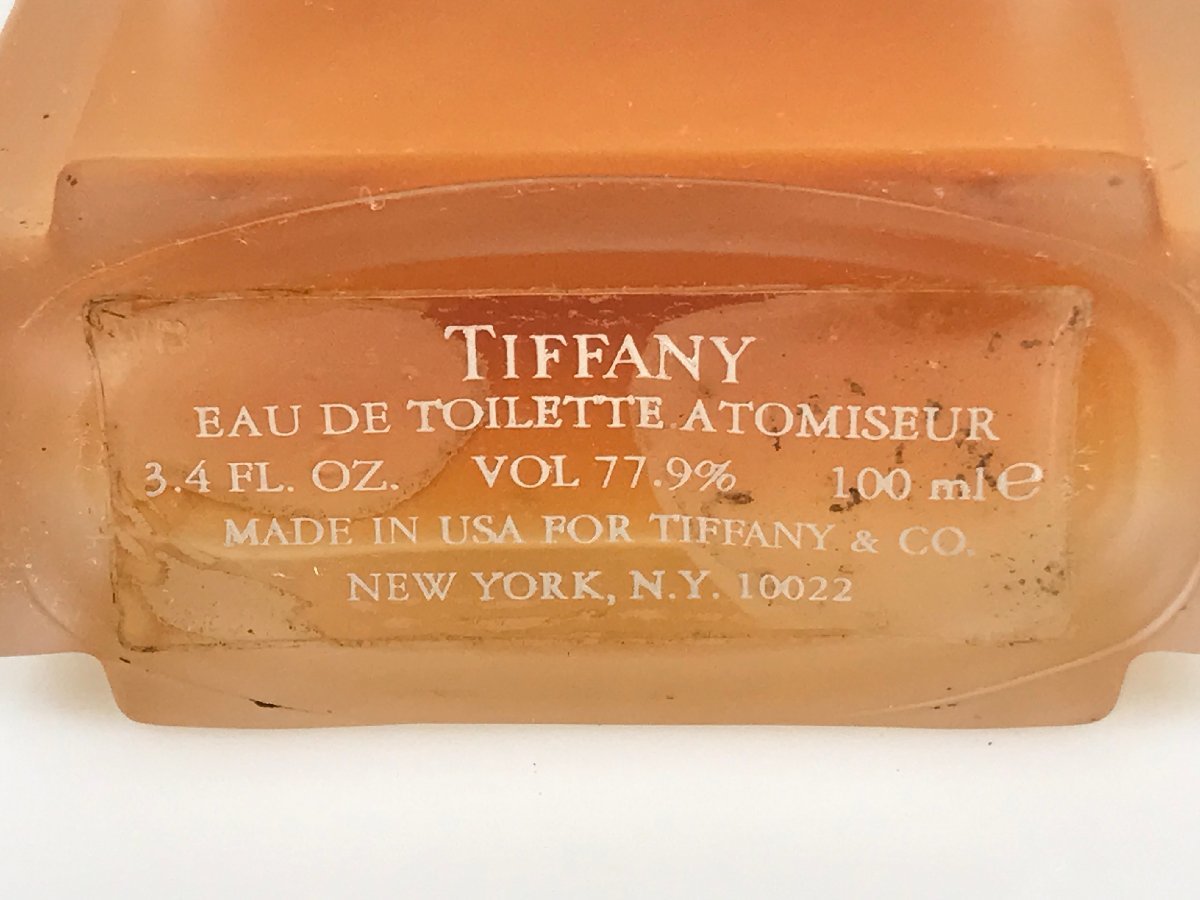 TIFFANY
EAU DE TOILETTE ATOMISEUR
3.4 FL. OZ. VOL 77.9% 100 ml ℮
MADE IN USA FOR TIFFANY & CO.
NEW YORK, N.Y. 10022